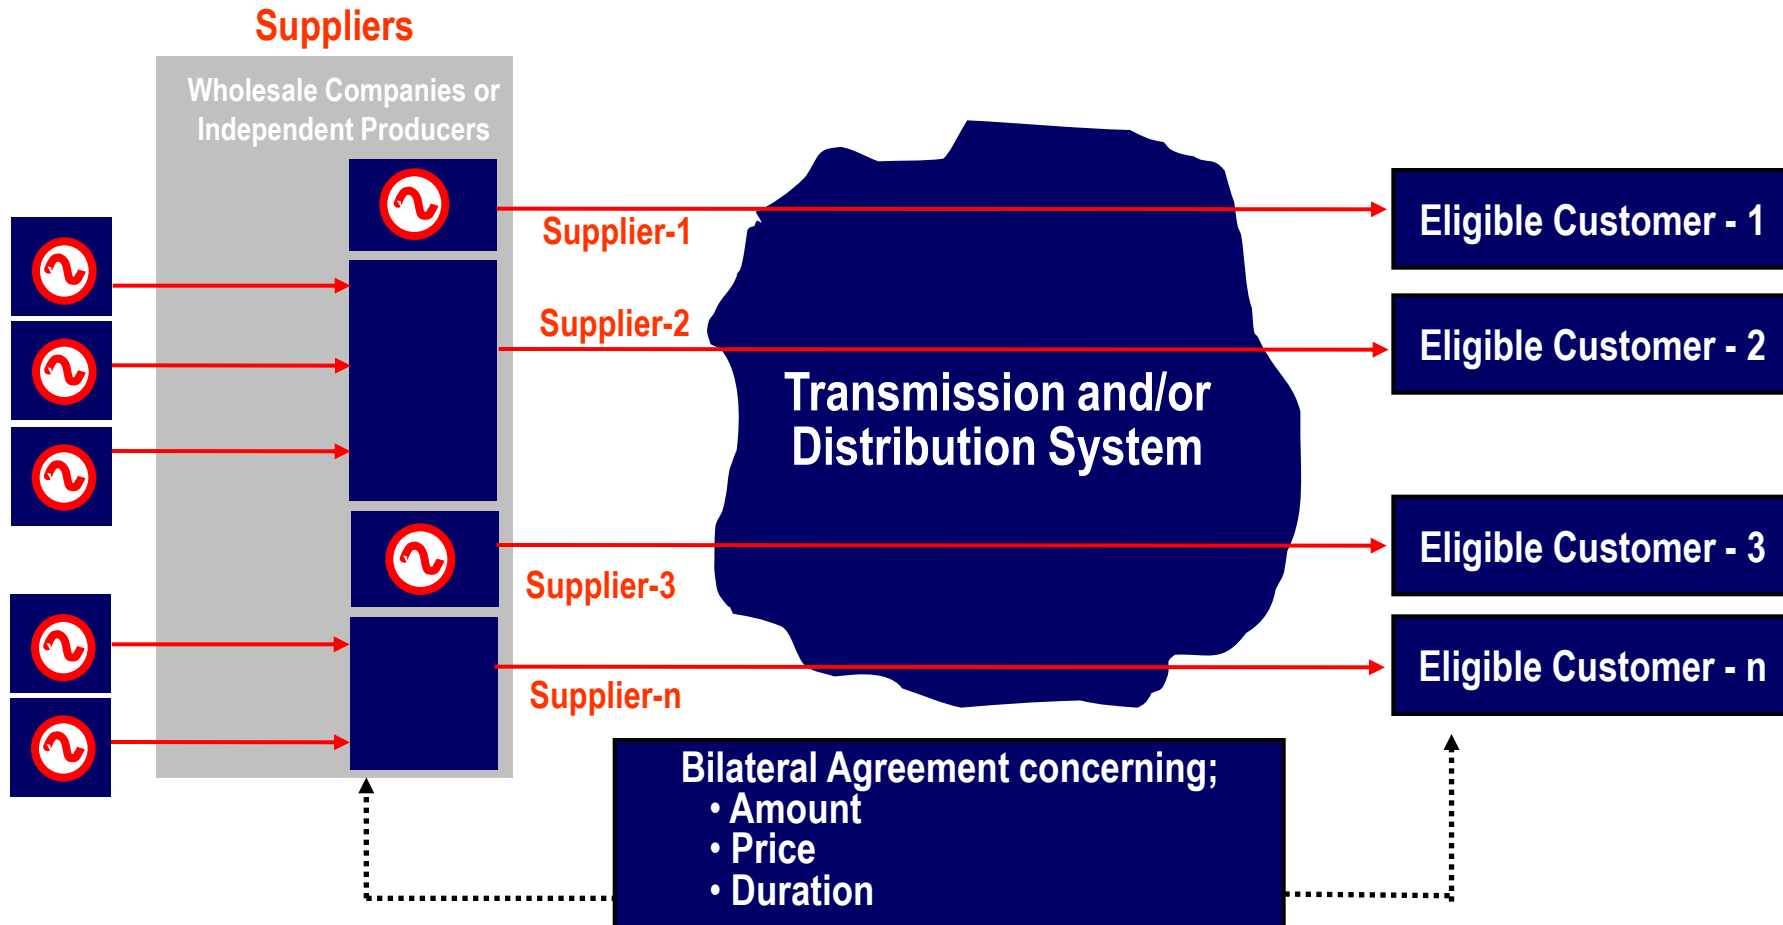 Suppliers
Wholesale Companies or
Independent Producers
Supplier-1
Eligible Customer - 1
Supplier-2
Eligible Customer - 2
Transmission and/or
Distribution System
Supplier-3
Eligible Customer - 3
Supplier-n
Eligible Customer - n
Bilateral Agreement concerning;
• Amount
• Price
• Duration